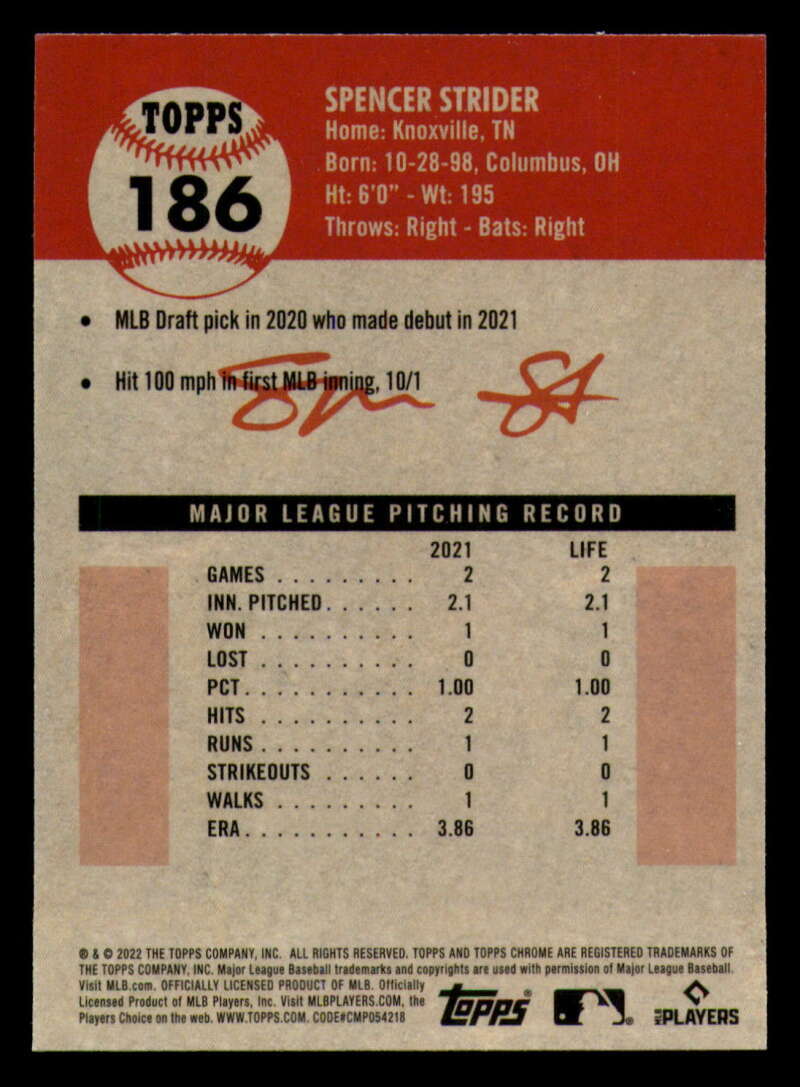 TOPPS
186
SPENCER STRIDER
Home: Knoxville, TN
Born: 10-28-98, Columbus, OH
Ht: 6'0" - Wt: 195
Throws: Right - Bats: Right
• MLB Draft pick in 2020 who made debut in 2021
• Hit 100 mph in first MLB inning, 10/1
MAJOR LEAGUE PITCHING RECORD
2021 LIFE
GAMES . . . . . . . . . 2 2
INN. PITCHED. . . . . . 2.1 2.1
WON . . . . . . . . . . 1 1
LOST . . . . . . . . . . 0 0
PCT. . . . . . . . . . . 1.00 1.00
HITS . . . . . . . . . . 2 2
RUNS . . . . . . . . . . 1 1
STRIKEOUTS . . . . . . 0 0
WALKS . . . . . . . . . 1 1
ERA. . . . . . . . . . . 3.86 3.86
® & © 2022 THE TOPPS COMPANY, INC. ALL RIGHTS RESERVED. TOPPS AND TOPPS CHROME ARE REGISTERED TRADEMARKS OF
THE TOPPS COMPANY, INC. Major League Baseball trademarks and copyrights are used with permission of Major League Baseball.
Visit MLB.com. OFFICIALLY LICENSED PRODUCT OF MLB. Officially
Licensed Product of MLB Players, Inc. Visit MLBPLAYERS.COM, the
Players Choice on the web. WWW.TOPPS.COM. CODE#CMP054218
TOPPS®
MLB PLAYERS